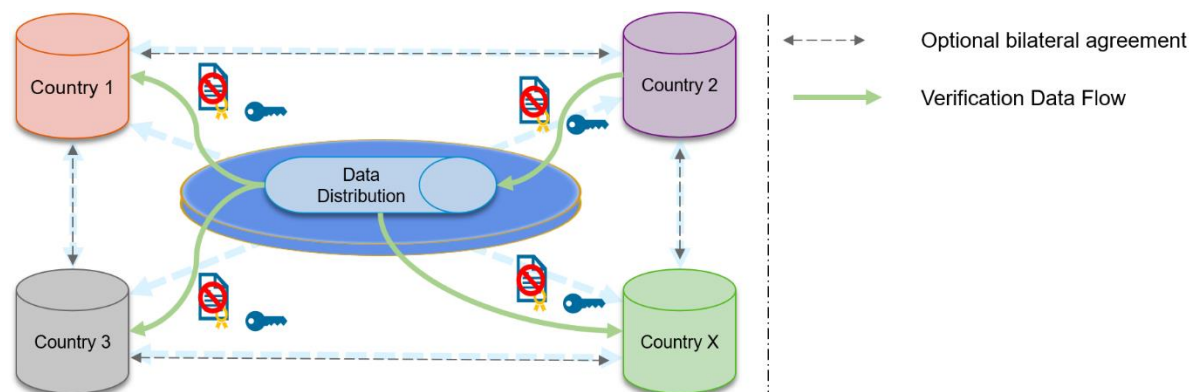 Country 1
Country 2
Optional bilateral agreement
Verification Data Flow
Data
Distribution
Country 3
Country X